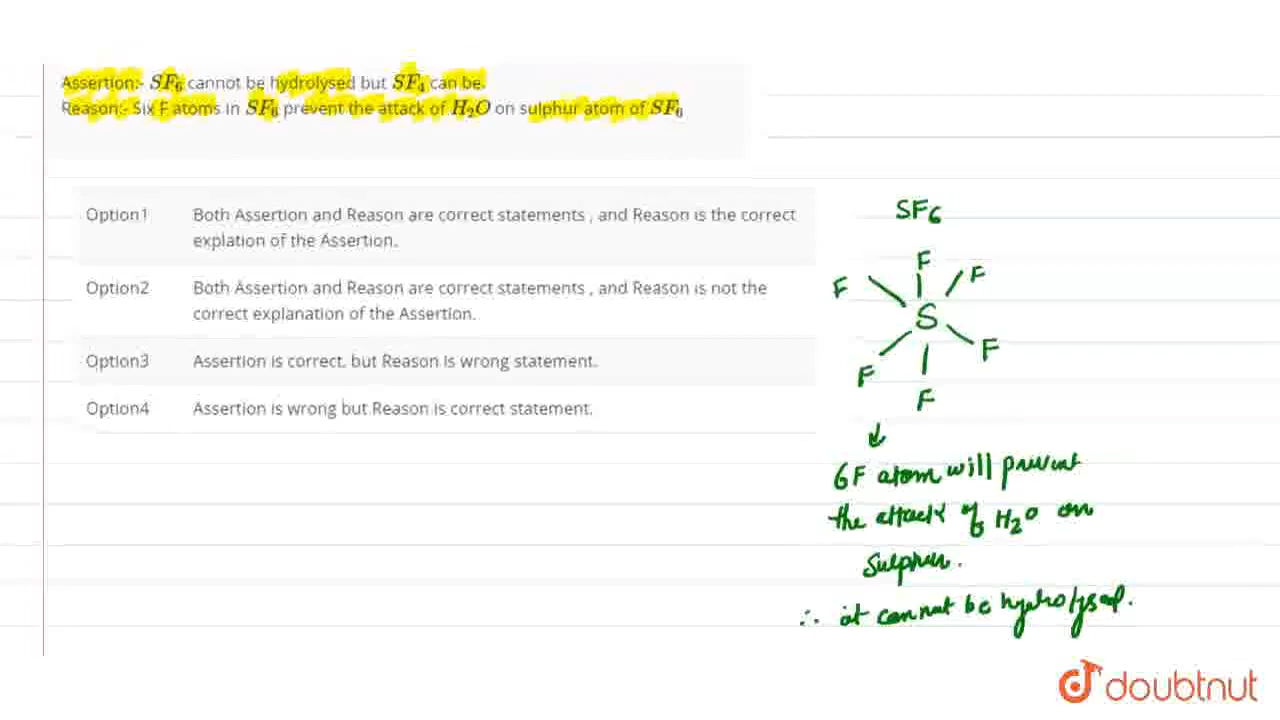 Assertion:- SF₆ cannot be hydrolysed but SF₄ can be.
Reason:- Six F atoms in SF₆ prevent the attack of H₂O on sulphur atom of SF₆
Option1 Both Assertion and Reason are correct statements , and Reason is the correct
explation of the Assertion.
Option2 Both Assertion and Reason are correct statements , and Reason is not the
correct explanation of the Assertion.
Option3 Assertion is correct, but Reason is wrong statement.
Option4 Assertion is wrong but Reason is correct statement.
SF₆
F
F F
S
F F
F
↓
6F atom will prevent
the attack of H₂O on
Sulphur.
∴ it cannot be hydrolysed.
doubtnut